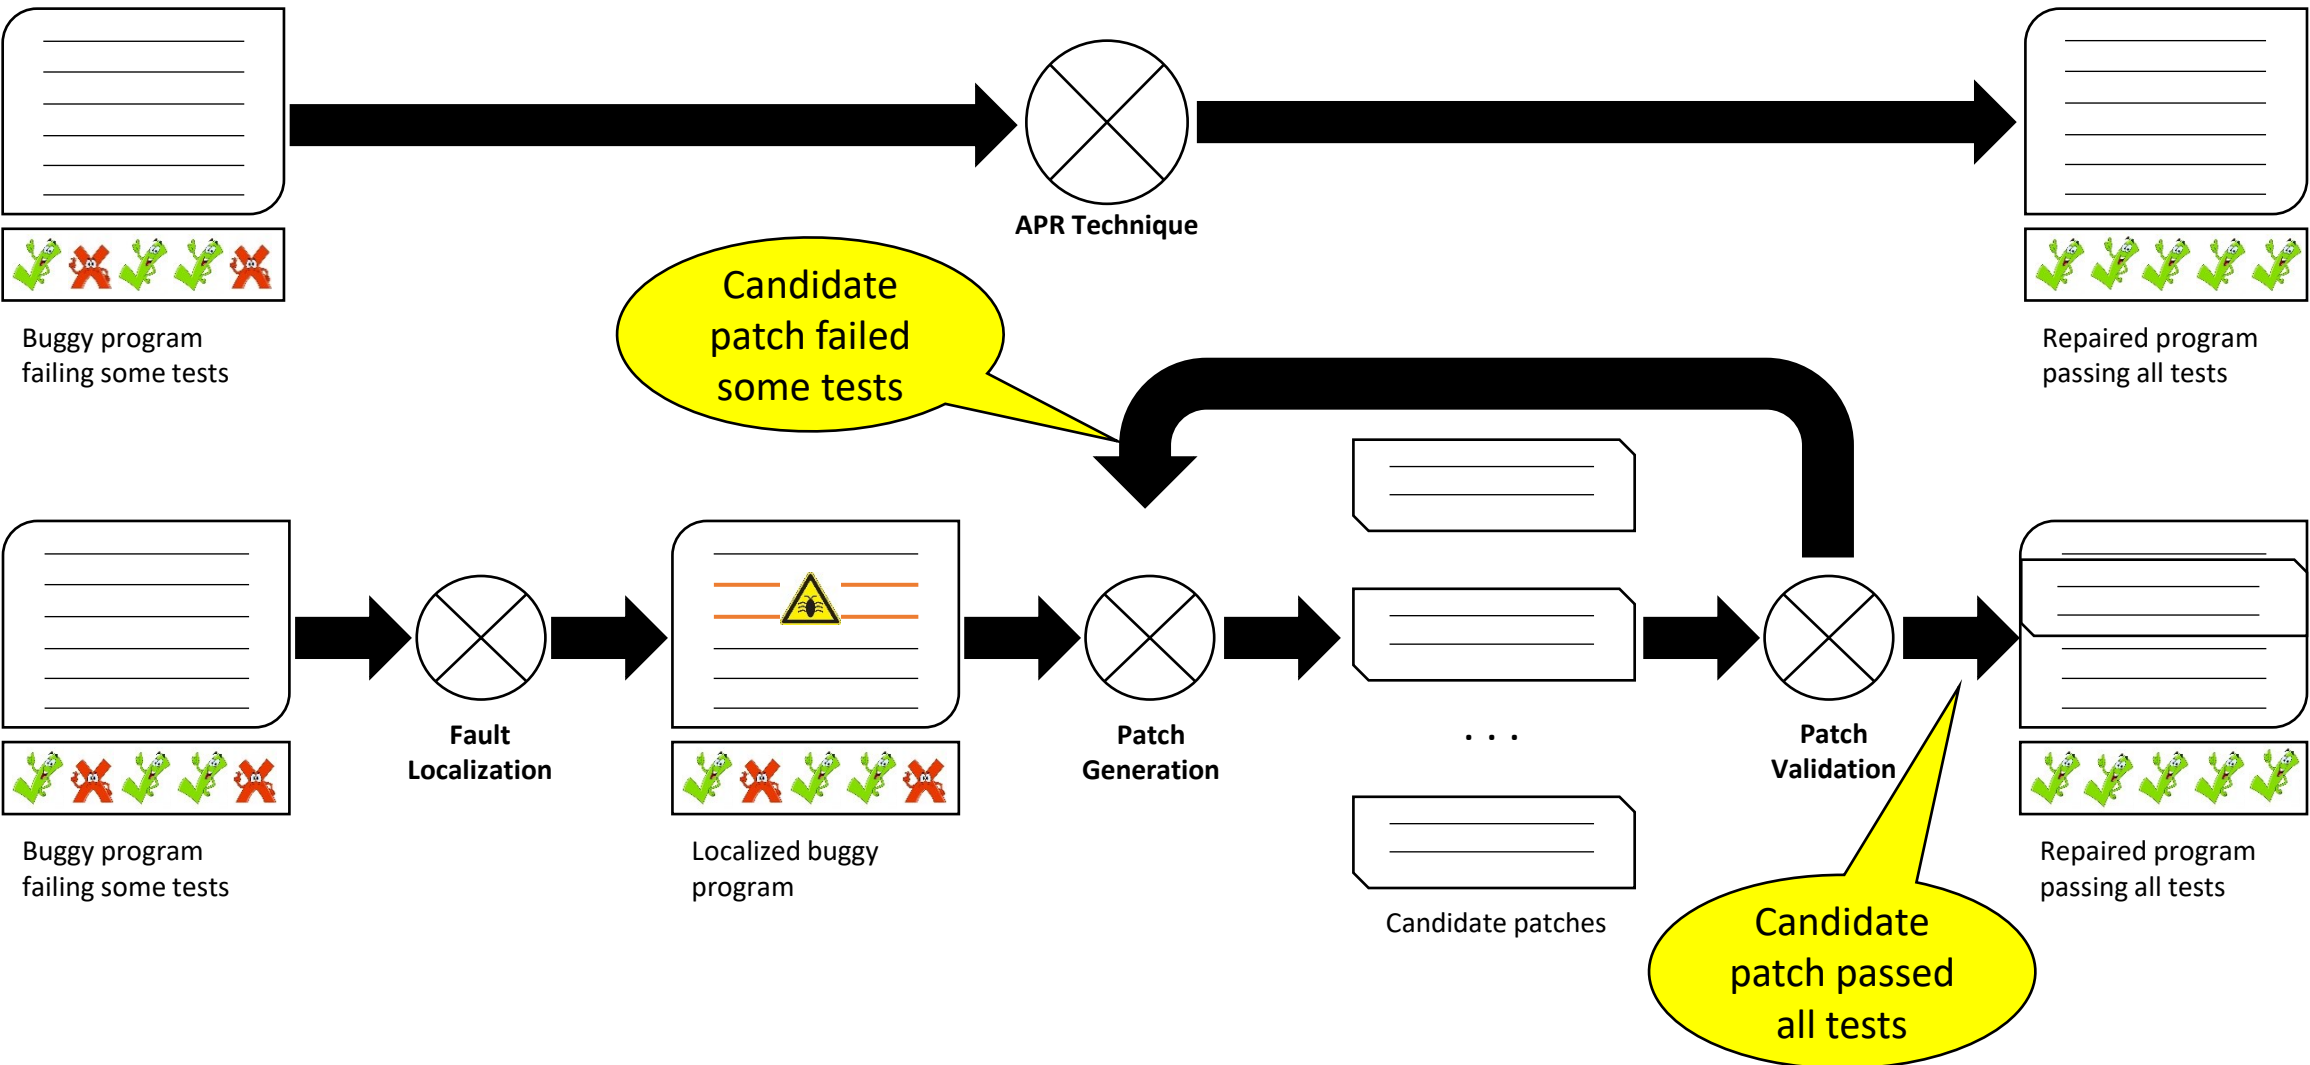 APR Technique
Buggy program
failing some tests
Candidate
patch failed
some tests
Repaired program
passing all tests
Fault
Localization
Patch
Generation
. . .
Patch
Validation
Buggy program
failing some tests
Localized buggy
program
Candidate patches
Candidate
patch passed
all tests
Repaired program
passing all tests